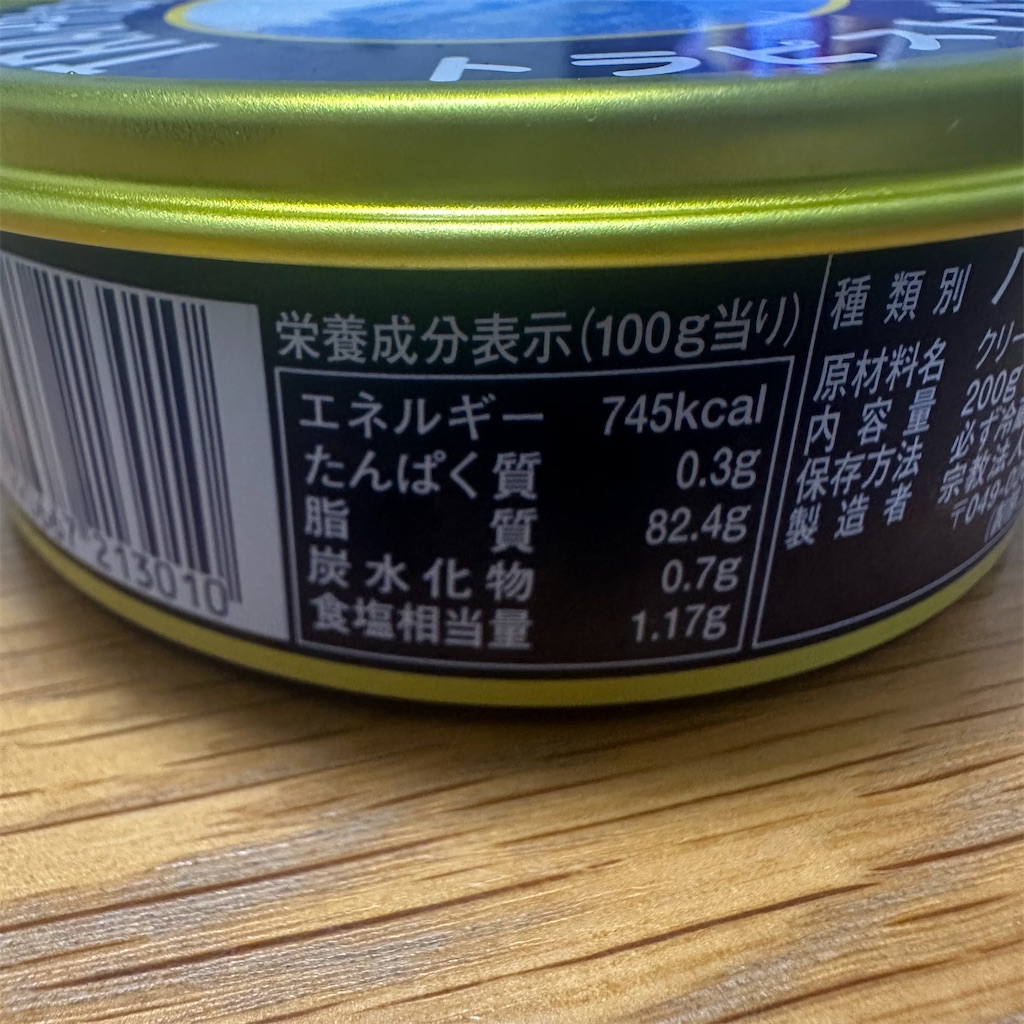 栄養成分表示(100g当り)
エネルギー 745kcal
たんぱく質 0.3g
脂質 82.4g
炭水化物 0.7g
食塩相当量 1.17g
種類別
原材料名 クリー
内容量 200g
保存方法 必ず冷
製造者 宗教法人
〒049-
213010